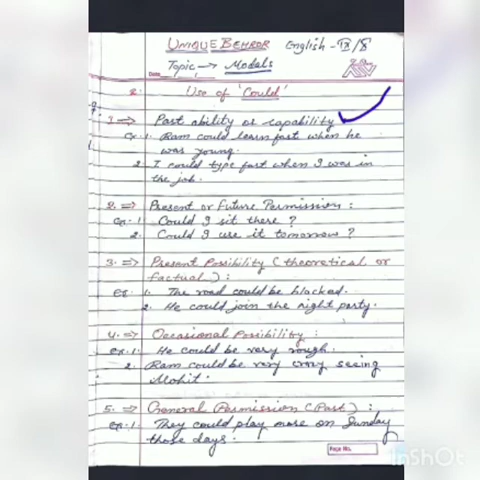 UNIQUE BEHROR English - IX/8
Topic → Modals
Date
2. Use of 'Could'
1. ⇒ Past ability or capability
Ex. 1. Ram could learn fast when he
was young.
2. I could type fast when I was in
the job.
2. ⇒ Present or Future Permission :
ex. 1. Could I sit there ?
2. Could I use it tomorrow ?
3. ⇒ Present Possibility (theoretical or
factual) :
ex. 1. The road could be blocked.
2. He could join the right party.
4. ⇒ Occasional Possibility :
ex. 1. He could be very rough.
2. Ram could be very crazy seeing
Mohit.
5. ⇒ General Permission (Past) :
ex. 1. They could play more on Sunday
those days.
Page No.
InShOt